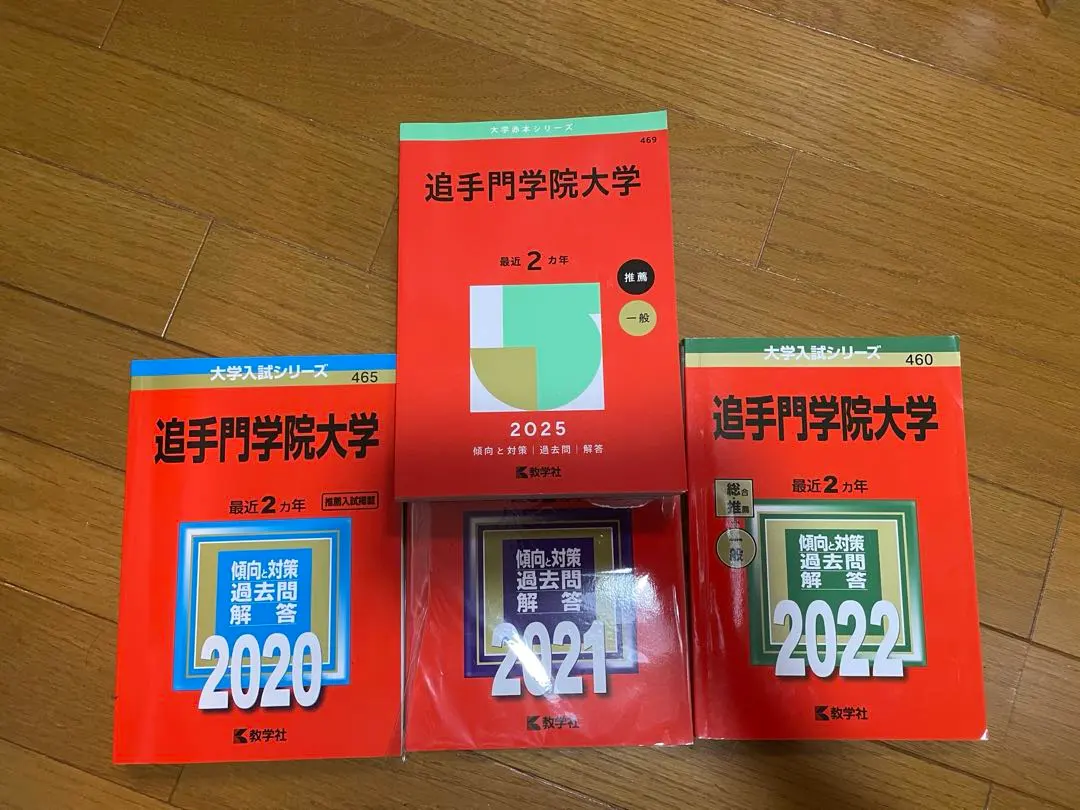 大学赤本シリーズ
469
追手門学院大学
最近2カ年
推薦
一般
2025
傾向と対策|過去問|解答
教学社
大学入試シリーズ
465
追手門学院大学
最近2カ年
推薦入試掲載
傾向と対策
過去問
解答
2020
教学社
傾向と対策
過去問
解答
2021
教学社
大学入試シリーズ
460
追手門学院大学
最近2カ年
総合・推薦
一般
傾向と対策
過去問
解答
2022
教学社